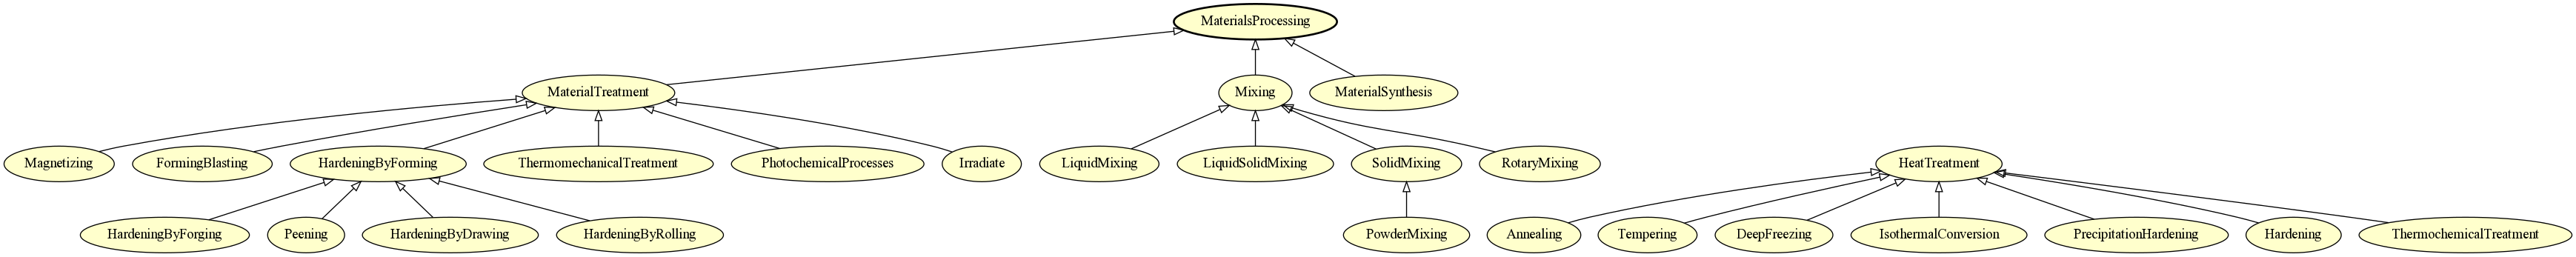 MaterialsProcessing
MaterialTreatment
Mixing
MaterialSynthesis
Magnetizing
FormingBlasting
HardeningByForming
ThermomechanicalTreatment
PhotochemicalProcesses
Irradiate
LiquidMixing
LiquidSolidMixing
SolidMixing
RotaryMixing
HeatTreatment
HardeningByForging
Peening
HardeningByDrawing
HardeningByRolling
PowderMixing
Annealing
Tempering
DeepFreezing
IsothermalConversion
PrecipitationHardening
Hardening
ThermochemicalTreatment